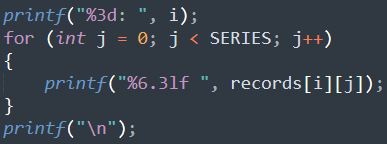 printf("%3d: ", i);
for (int j = 0; j < SERIES; j++)
{
    printf("%6.3lf ", records[i][j]);
}
printf("\n");